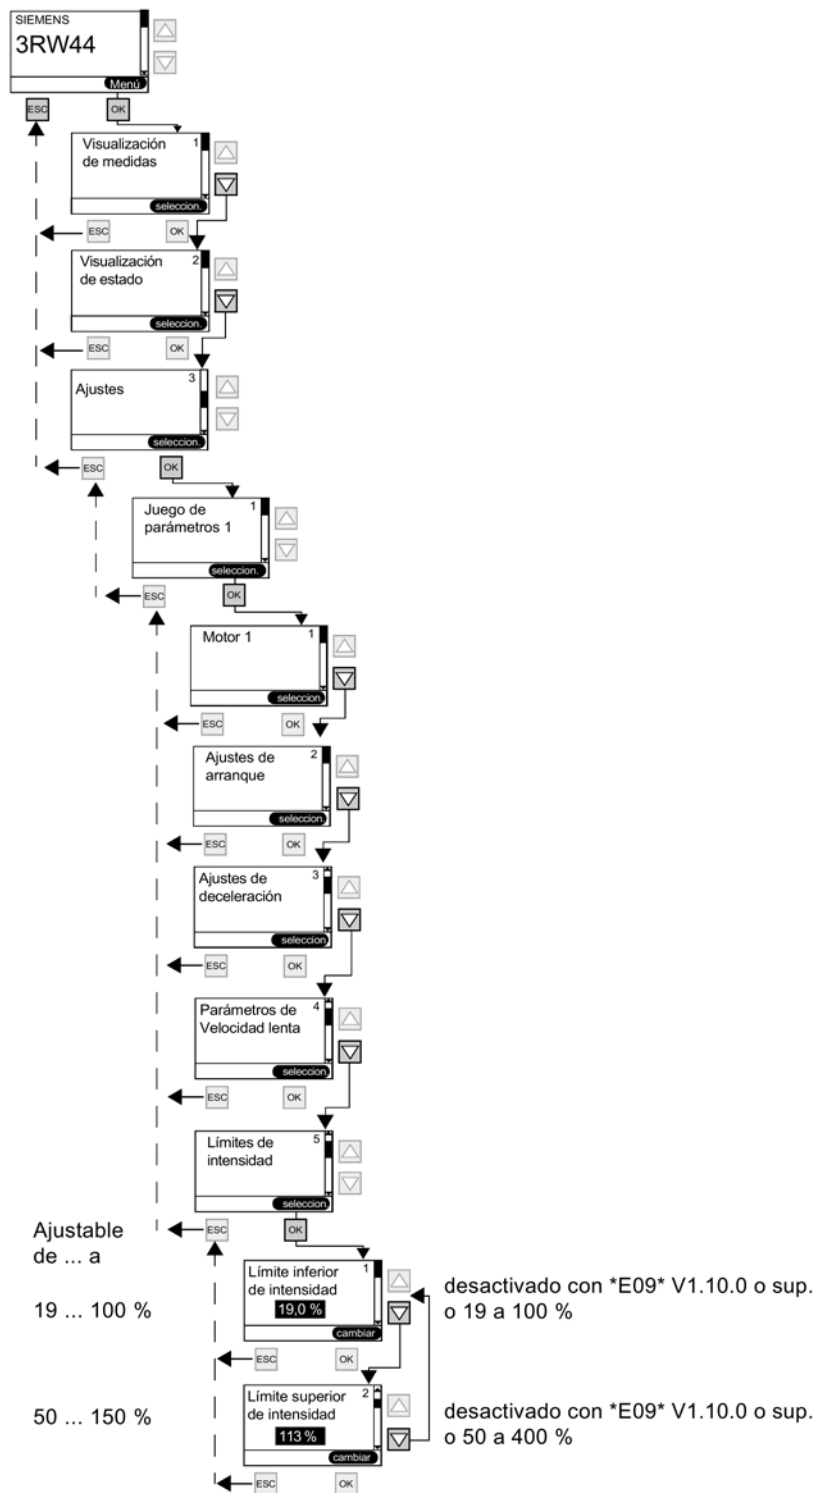 SIEMENS
3RW44
Menú
ESC
OK
Visualización
de medidas
1
seleccion.
ESC
OK
Visualización
de estado
2
seleccion.
ESC
OK
Ajustes
3
seleccion.
ESC
OK
Juego de
parámetros 1
1
seleccion.
ESC
OK
Motor 1
1
seleccion
ESC
OK
Ajustes de
arranque
2
seleccion.
ESC
OK
Ajustes de
deceleración
3
seleccion
ESC
OK
Parámetros de
Velocidad lenta
4
seleccion
ESC
OK
Límites de
intensidad
5
seleccion
ESC
OK
Ajustable
de ... a
19 ... 100 %
Límite inferior
de intensidad
1
19,0 %
cambiar
desactivado con *E09* V1.10.0 o sup.
o 19 a 100 %
ESC
OK
50 ... 150 %
Límite superior
de intensidad
2
113 %
cambiar
desactivado con *E09* V1.10.0 o sup.
o 50 a 400 %
ESC
OK